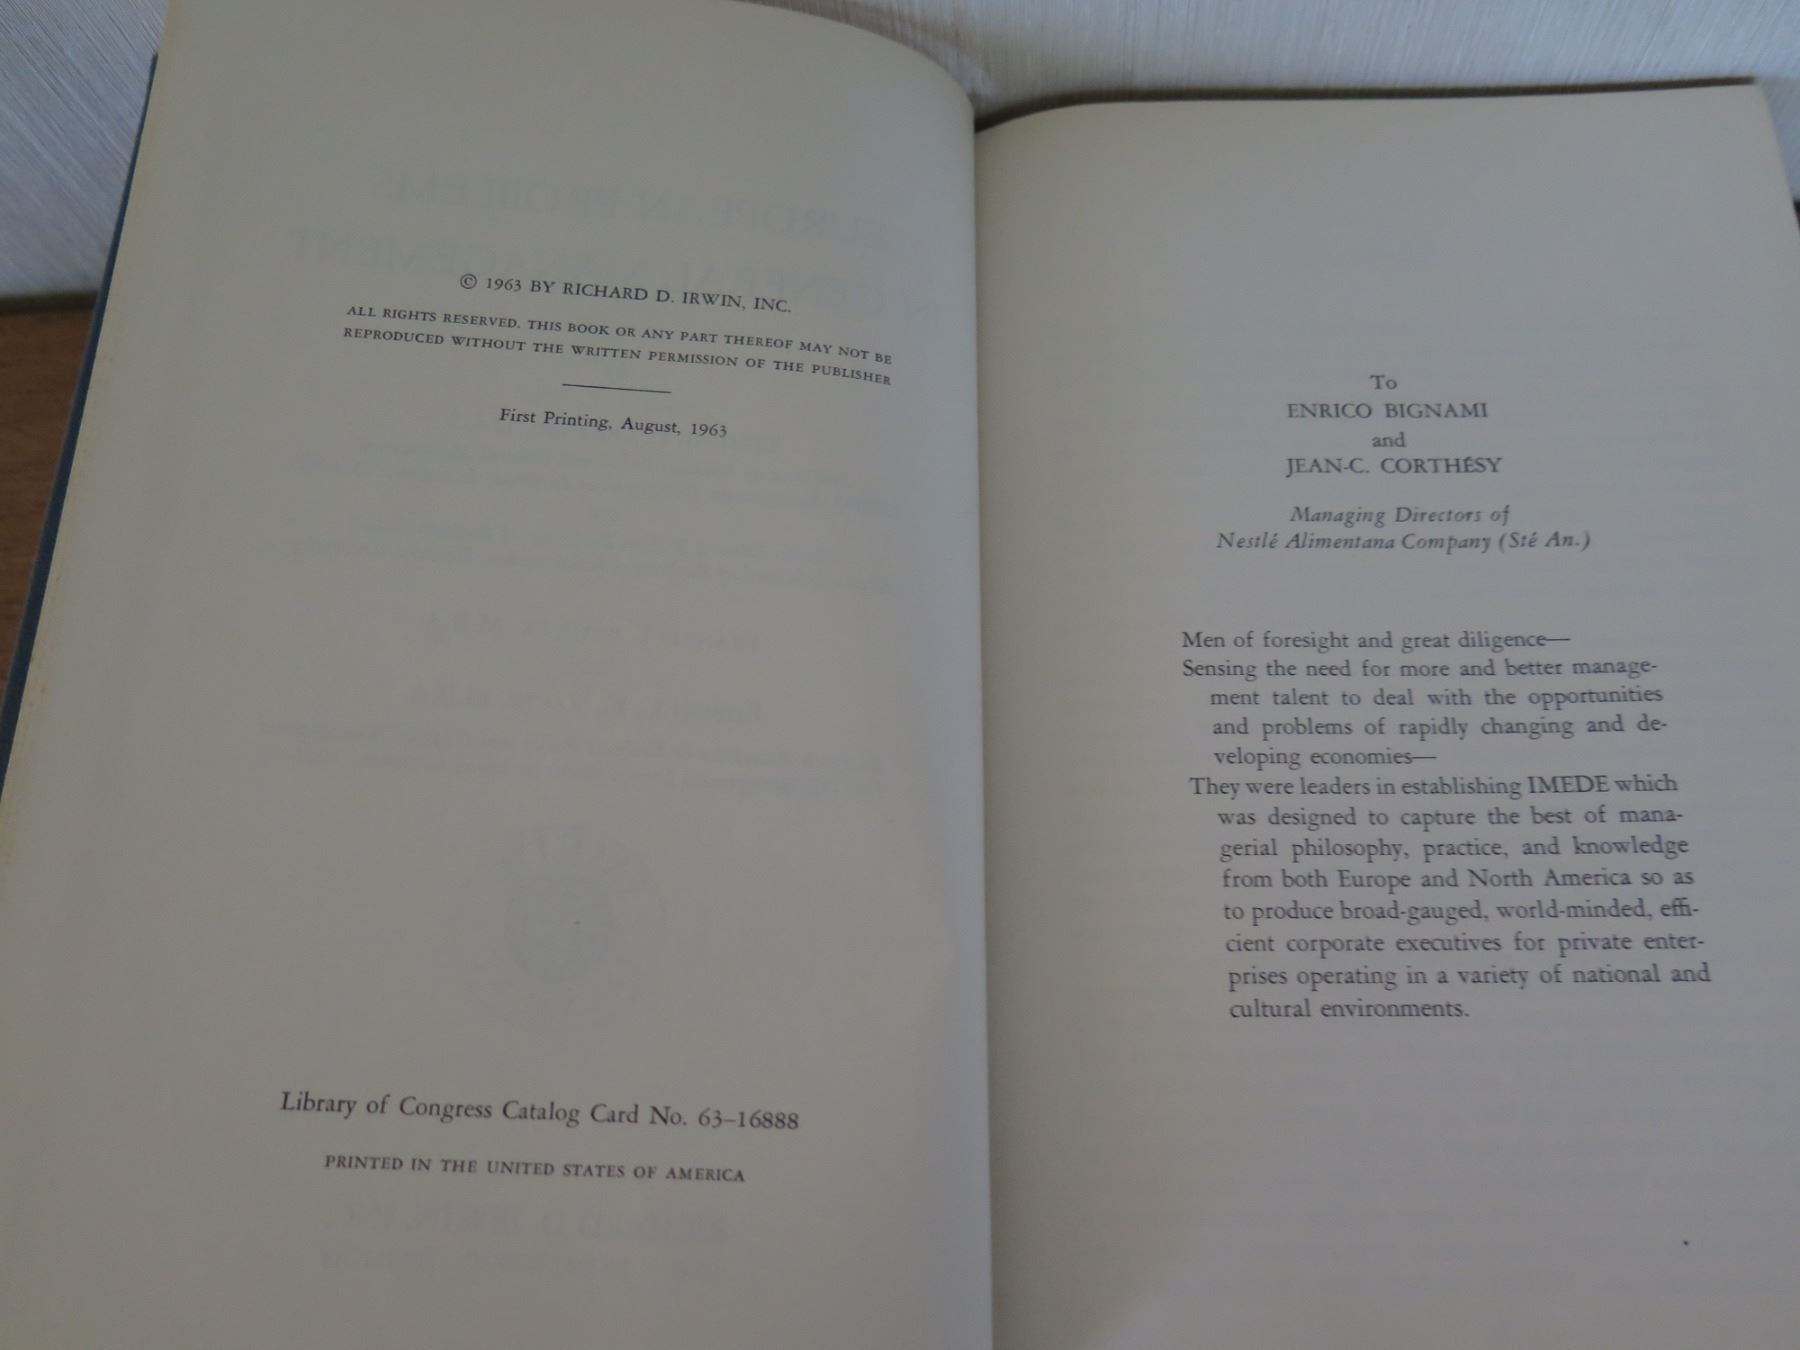 © 1963 BY RICHARD D. IRWIN, INC.
ALL RIGHTS RESERVED. THIS BOOK OR ANY PART THEREOF MAY NOT BE
REPRODUCED WITHOUT THE WRITTEN PERMISSION OF THE PUBLISHER
First Printing, August, 1963
Library of Congress Catalog Card No. 63–16888
PRINTED IN THE UNITED STATES OF AMERICA
To
ENRICO BIGNAMI
and
JEAN-C. CORTHÉSY
Managing Directors of
Nestlé Alimentana Company (Sté An.)
Men of foresight and great diligence—
Sensing the need for more and better manage-
ment talent to deal with the opportunities
and problems of rapidly changing and de-
veloping economies—
They were leaders in establishing IMEDE which
was designed to capture the best of mana-
gerial philosophy, practice, and knowledge
from both Europe and North America so as
to produce broad-gauged, world-minded, effi-
cient corporate executives for private enter-
prises operating in a variety of national and
cultural environments.